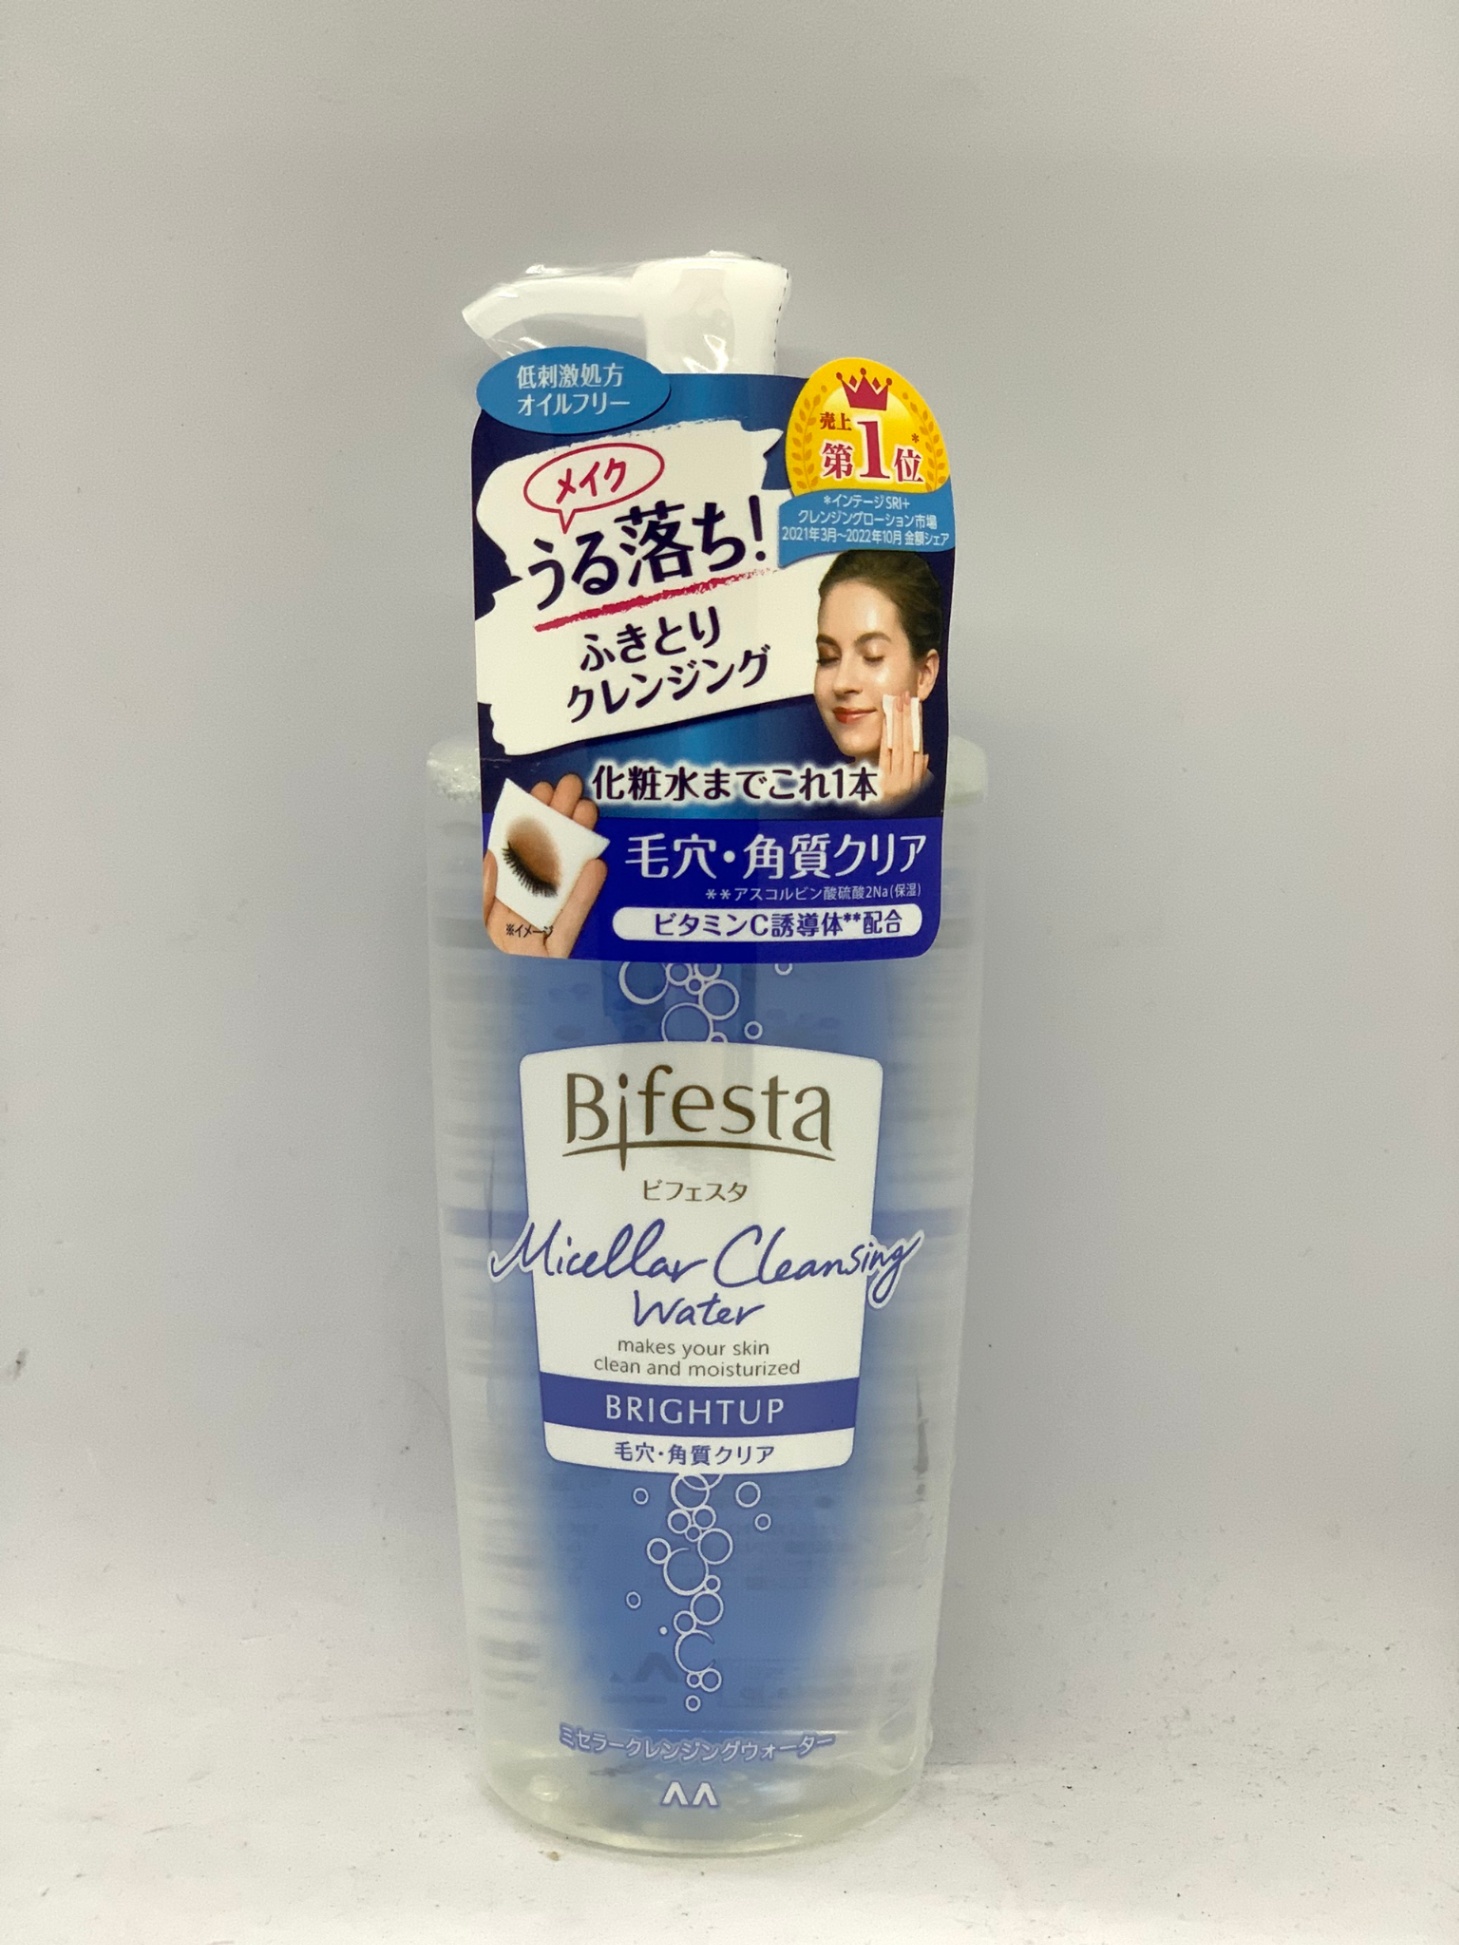 低刺激処方
オイルフリー
売上
第1位*
*インテージSRI+
クレンジングローション市場
2021年3月~2022年10月 金額シェア
メイク
うる落ち!
ふきとり
クレンジング
化粧水までこれ1本
毛穴・角質クリア
**アスコルビン酸硫酸2Na(保湿)
ビタミンC誘導体**配合
※イメージ
Bifesta
ビフェスタ
Micellar Cleansing
Water
makes your skin
clean and moisturized
BRIGHTUP
毛穴・角質クリア
ミセラークレンジングウォーター